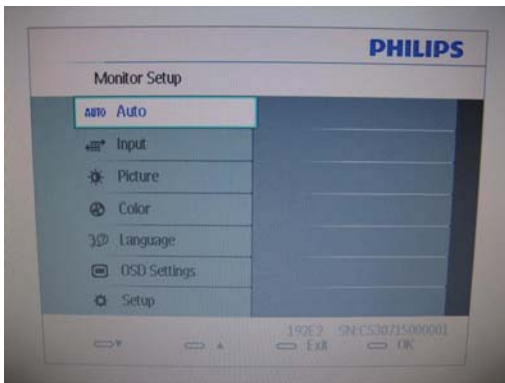 PHILIPS
Monitor Setup
AUTO Auto
Input
Picture
Color
Language
OSD Settings
Setup
192E2 SN:CS30715000001
Exit OK